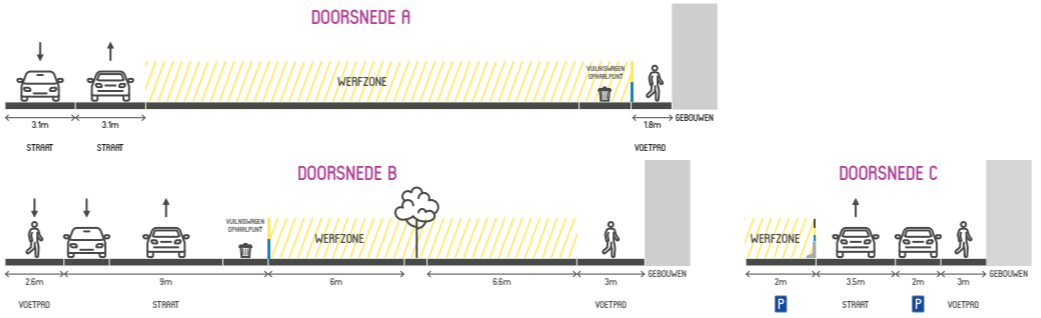 DOORSNEDE A
WERFZONE
VUILNISWAGEN
OPHAALPUNT
GEBOUWEN
3.1m 3.1m 1.8m
STRAAT STRAAT VOETPAD
DOORSNEDE B
VUILNISWAGEN
OPHAALPUNT
WERFZONE
GEBOUWEN
2.6m 9m 6m 6.6m 3m
VOETPAD STRAAT VOETPAD
DOORSNEDE C
WERFZONE
GEBOUWEN
2m 3.5m 2m 3m
P STRAAT P VOETPAD